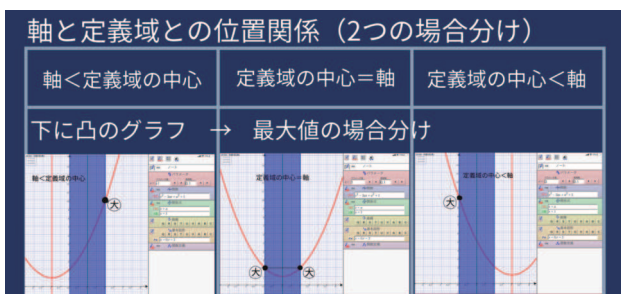 軸と定義域との位置関係（2つの場合分け）
軸＜定義域の中心
定義域の中心＝軸
定義域の中心＜軸
下に凸のグラフ → 最大値の場合分け
軸＜定義域の中心
大
定義域の中心＝軸
大 大
定義域の中心＜軸
大